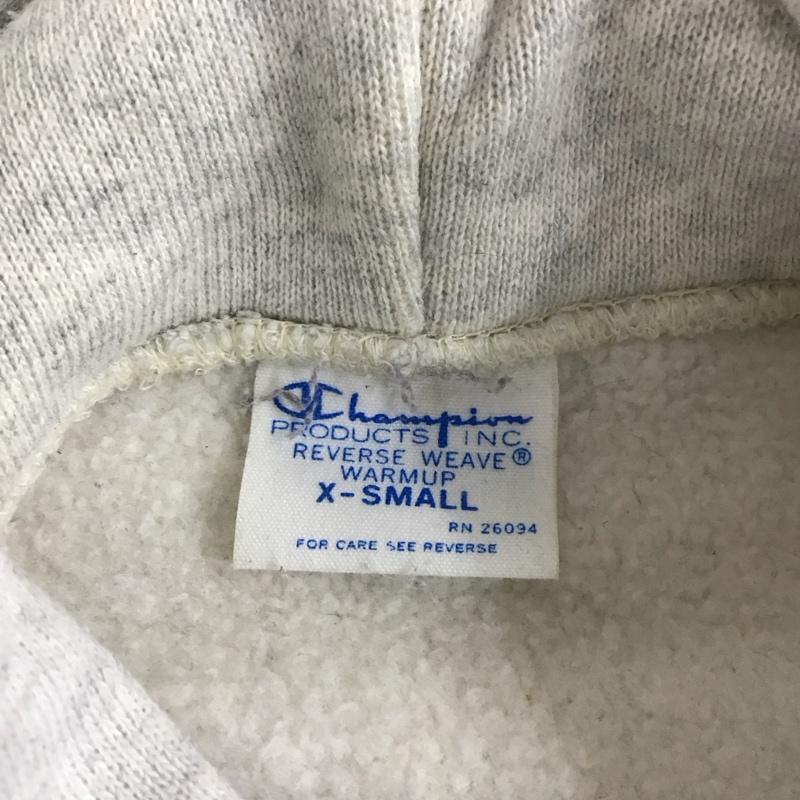 Champion
PRODUCTS INC.
REVERSE WEAVE®
WARMUP
X-SMALL
RN 26094
FOR CARE SEE REVERSE